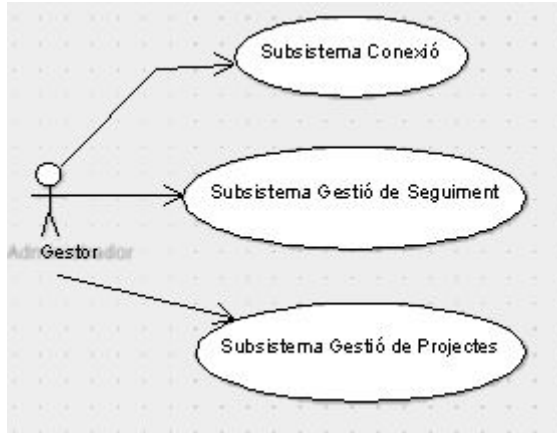 Subsistema Conexió
Subsistema Gestió de Seguiment
Gestor
Subsistema Gestió de Projectes